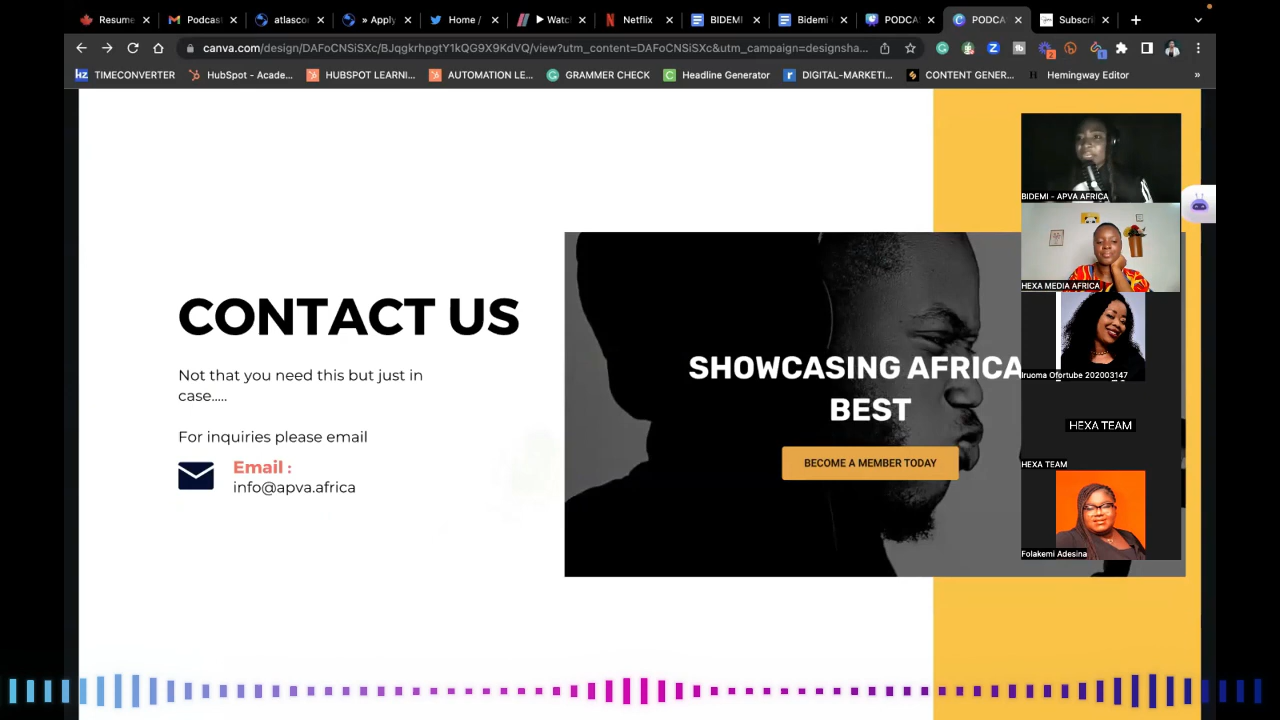 Resume
Podcas
atlascor
» Apply
Home /
Watch
Netflix
BIDEMI
Bidemi
PODCA
PODCA
Subscri
canva.com/design/DAFoCNSiSXc/BJqgkrhpgtY1kQG9X9KdVQ/view?utm_content=DAFoCNSiSXc&utm_campaign=designsha...
TIMECONVERTER
HubSpot - Acade...
HUBSPOT LEARNI...
AUTOMATION LE...
GRAMMER CHECK
Headline Generator
DIGITAL-MARKETI...
CONTENT GENER...
Hemingway Editor
»
CONTACT US
Not that you need this but just in
case.....
For inquiries please email
Email :
info@apva.africa
SHOWCASING AFRICA
BEST
BECOME A MEMBER TODAY
BIDEMI - APVA AFRICA
HEXA MEDIA AFRICA
Iruoma Ofortube 202003147
HEXA TEAM
HEXA TEAM
Folakemi Adesina